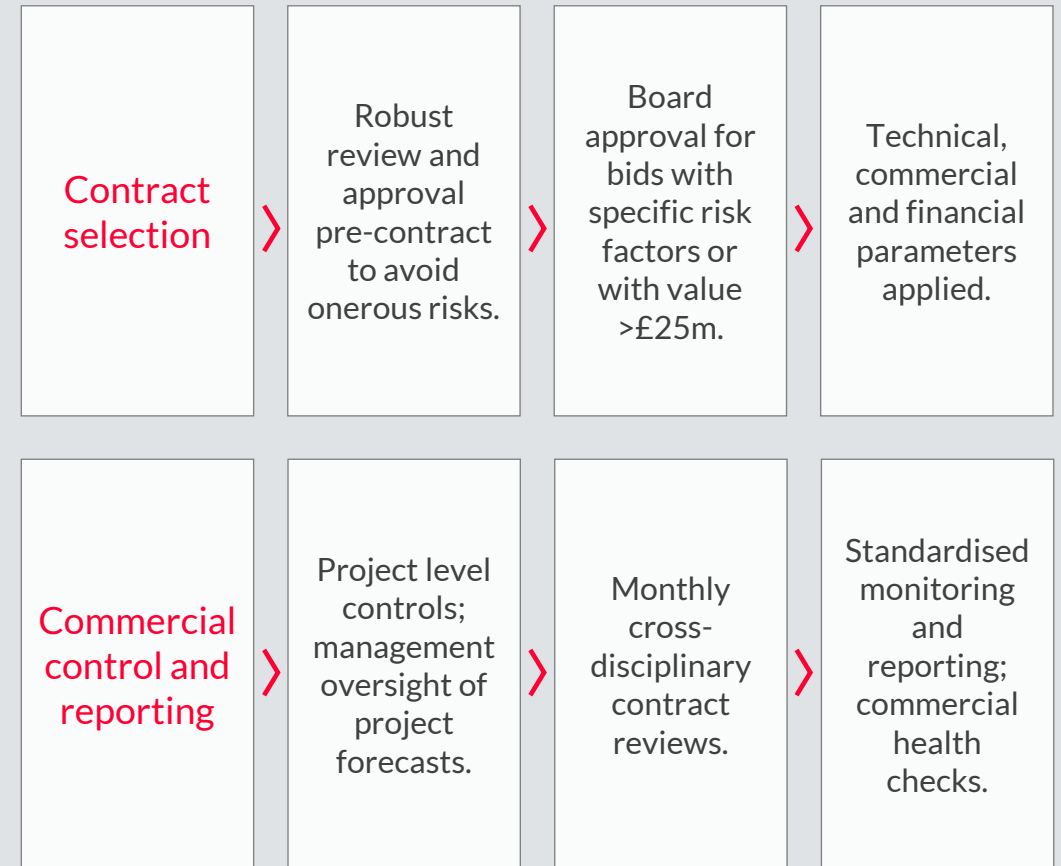 Contract
selection
Robust
review and
approval
pre-contract
to avoid
onerous risks.
Board
approval for
bids with
specific risk
factors or
with value
>£25m.
Technical,
commercial
and financial
parameters
applied.
Commercial
control and
reporting
Project level
controls;
management
oversight of
project
forecasts.
Monthly
cross-
disciplinary
contract
reviews.
Standardised
monitoring
and
reporting;
commercial
health
checks.